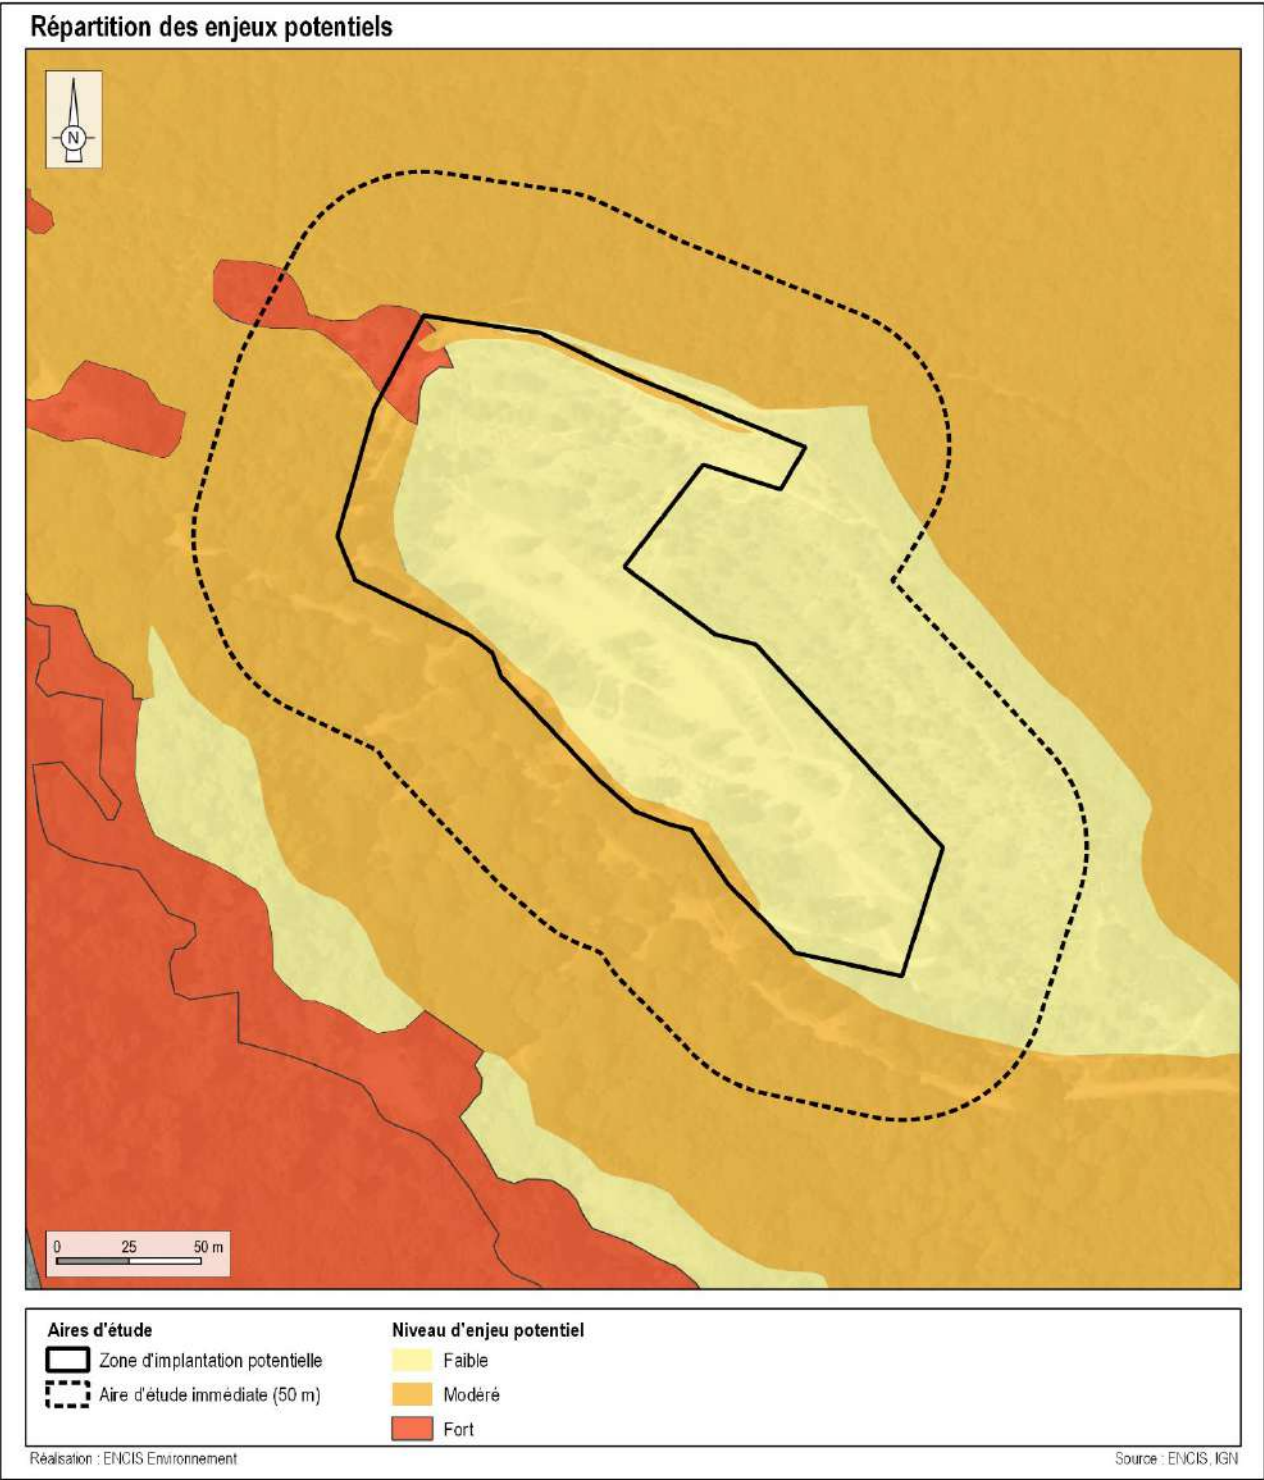 Répartition des enjeux potentiels
N
0 25 50 m
Aires d'étude
Zone d'implantation potentielle
Aire d'étude immédiate (50 m)
Niveau d'enjeu potentiel
Faible
Modéré
Fort
Réalisation : ENCIS Environnement
Source : ENCIS, IGN